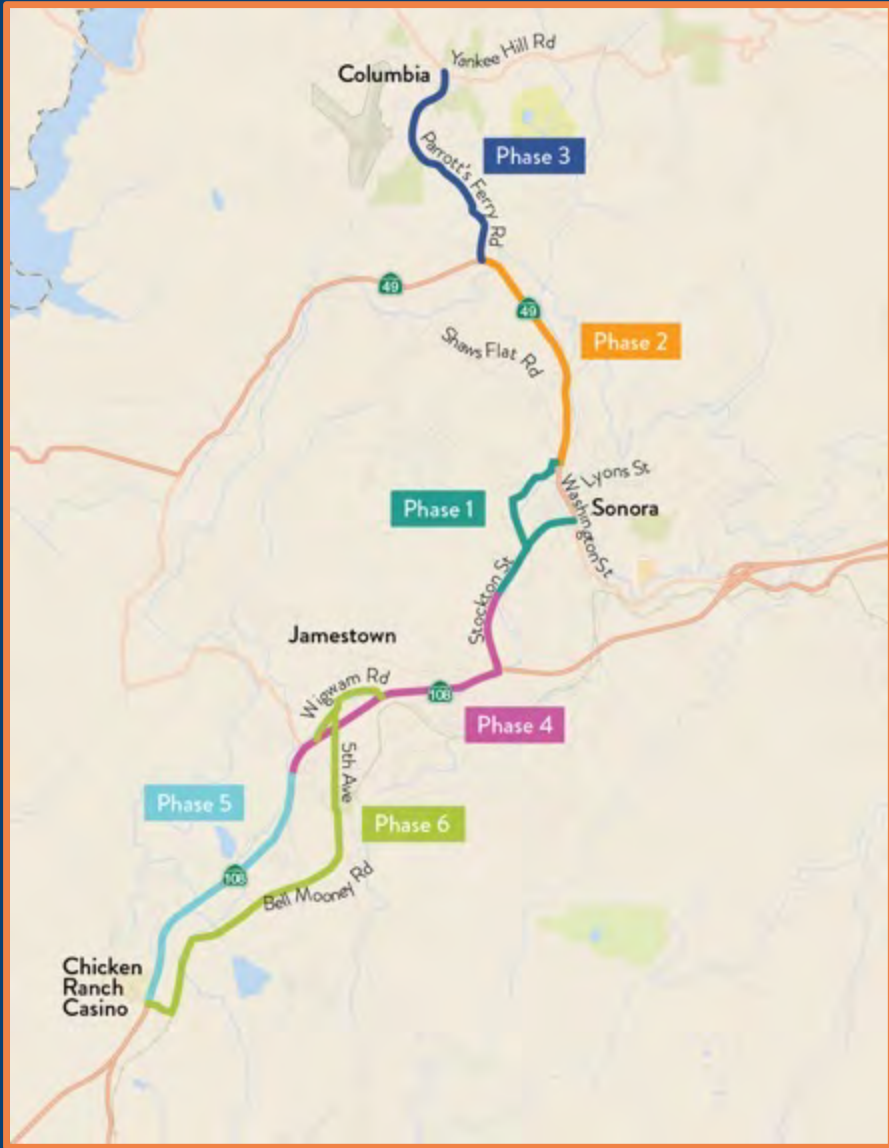 Yankee Hill Rd
Columbia
Parrott's Ferry Rd
Phase 3
49
49
Shaws Flat Rd
Phase 2
Lyons St
Washington St
Phase 1
Sonora
Stockton St
Jamestown
Wigwam Rd
108
Phase 4
5th Ave
Phase 5
Phase 6
108
Bell Mooney Rd
Chicken
Ranch
Casino